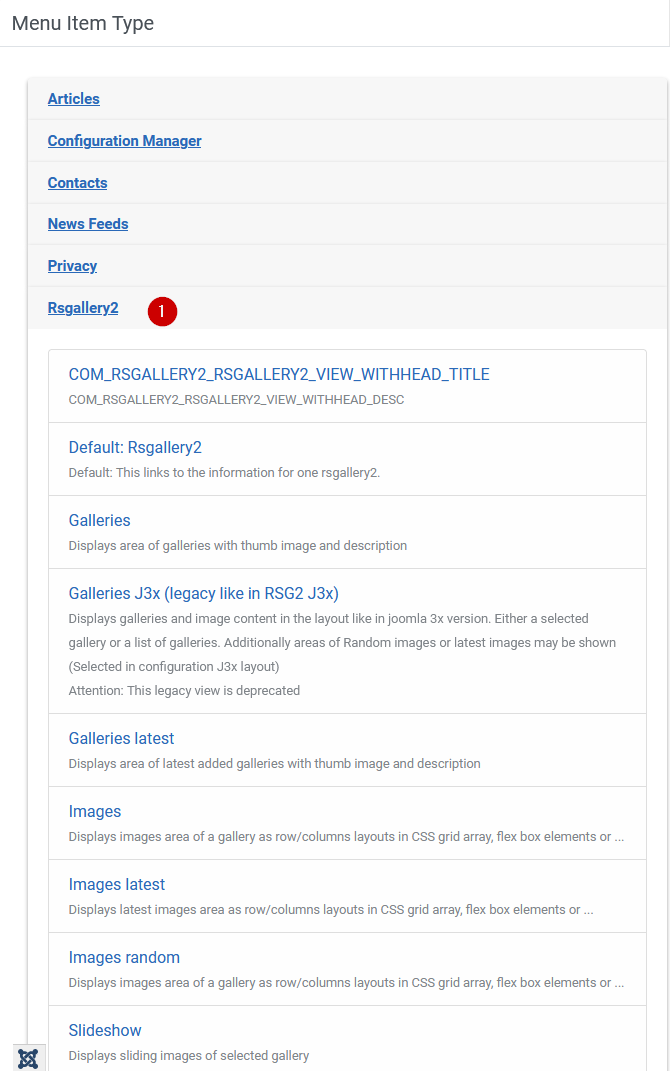 Menu Item Type
Articles
Configuration Manager
Contacts
News Feeds
Privacy
Rsgallery2
1
COM_RSGALLERY2_RSGALLERY2_VIEW_WITHHEAD_TITLE
COM_RSGALLERY2_RSGALLERY2_VIEW_WITHHEAD_DESC
Default: Rsgallery2
Default: This links to the information for one rsgallery2.
Galleries
Displays area of galleries with thumb image and description
Galleries J3x (legacy like in RSG2 J3x)
Displays galleries and image content in the layout like in joomla 3x version. Either a selected
gallery or a list of galleries. Additionally areas of Random images or latest images may be shown
(Selected in configuration J3x layout)
Attention: This legacy view is deprecated
Galleries latest
Displays area of latest added galleries with thumb image and description
Images
Displays images area of a gallery as row/columns layouts in CSS grid array, flex box elements or ...
Images latest
Displays latest images area as row/columns layouts in CSS grid array, flex box elements or ...
Images random
Displays images area of a gallery as row/columns layouts in CSS grid array, flex box elements or ...
Slideshow
Displays sliding images of selected gallery